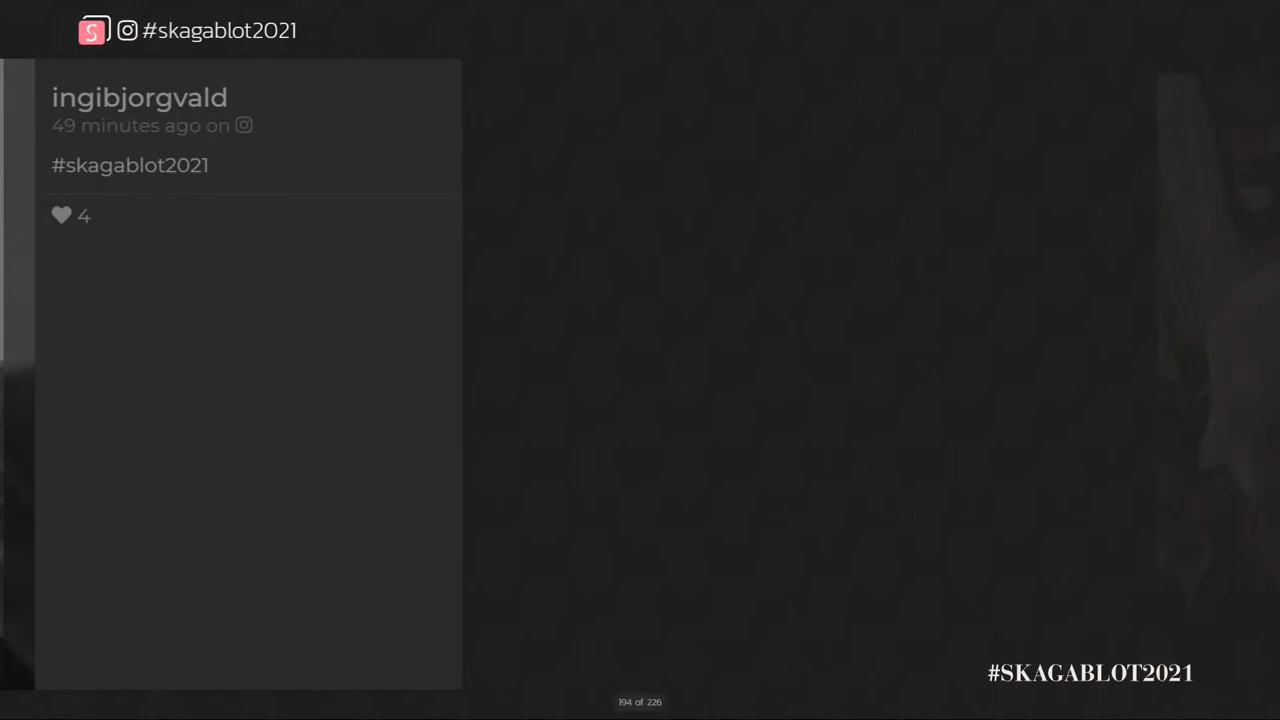 #skagablot2021
ingibjorgvald
49 minutes ago on
#skagablot2021
4
#SKAGABLOT2021
194 of 226